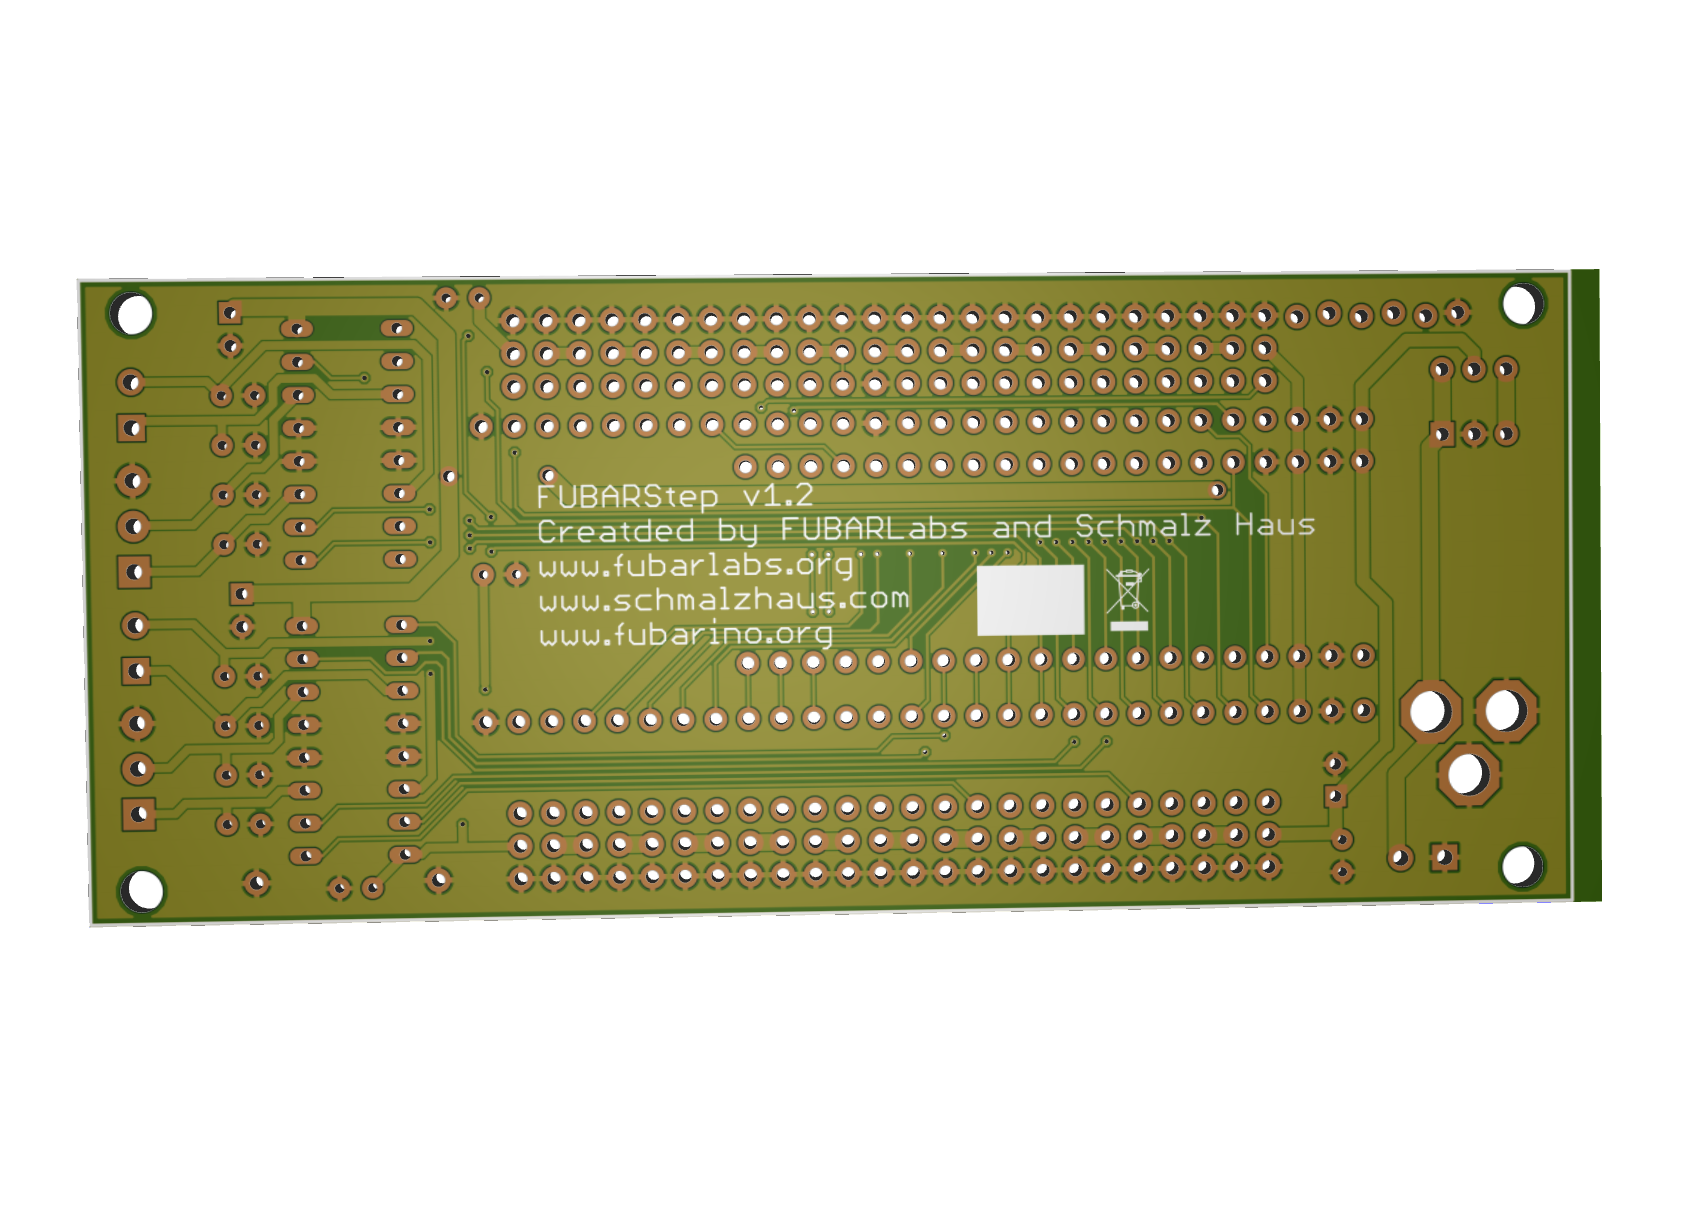 FUBARStep v1.2
Creatded by FUBARLabs and Schmalz Haus
www.fubarlabs.org
www.schmalzhaus.com
www.fubarino.org